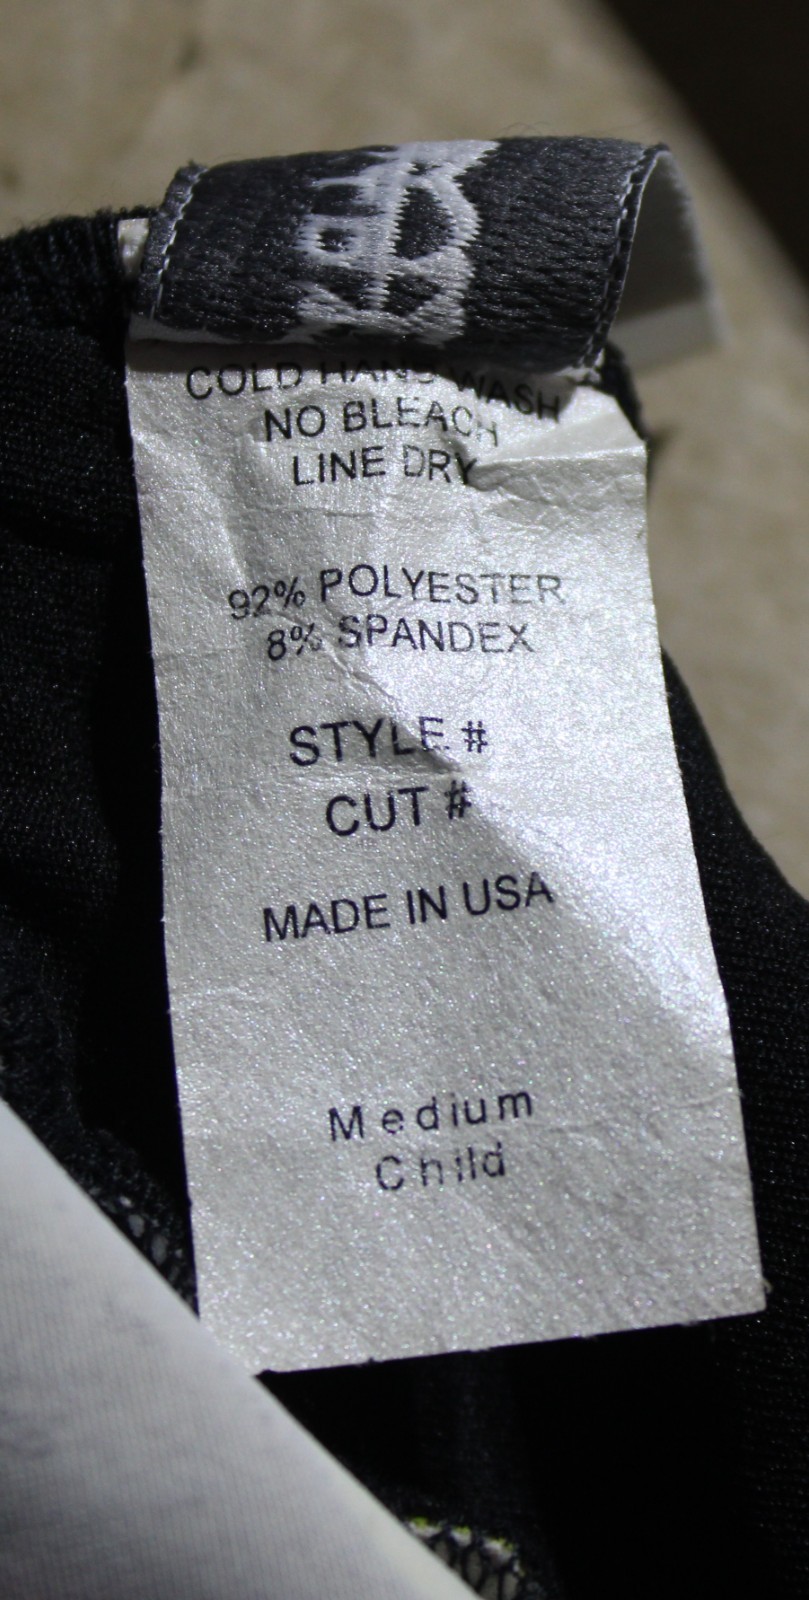 COLD HAND WASH
NO BLEACH
LINE DRY
92% POLYESTER
8% SPANDEX
STYLE #
CUT #
MADE IN USA
Medium
Child